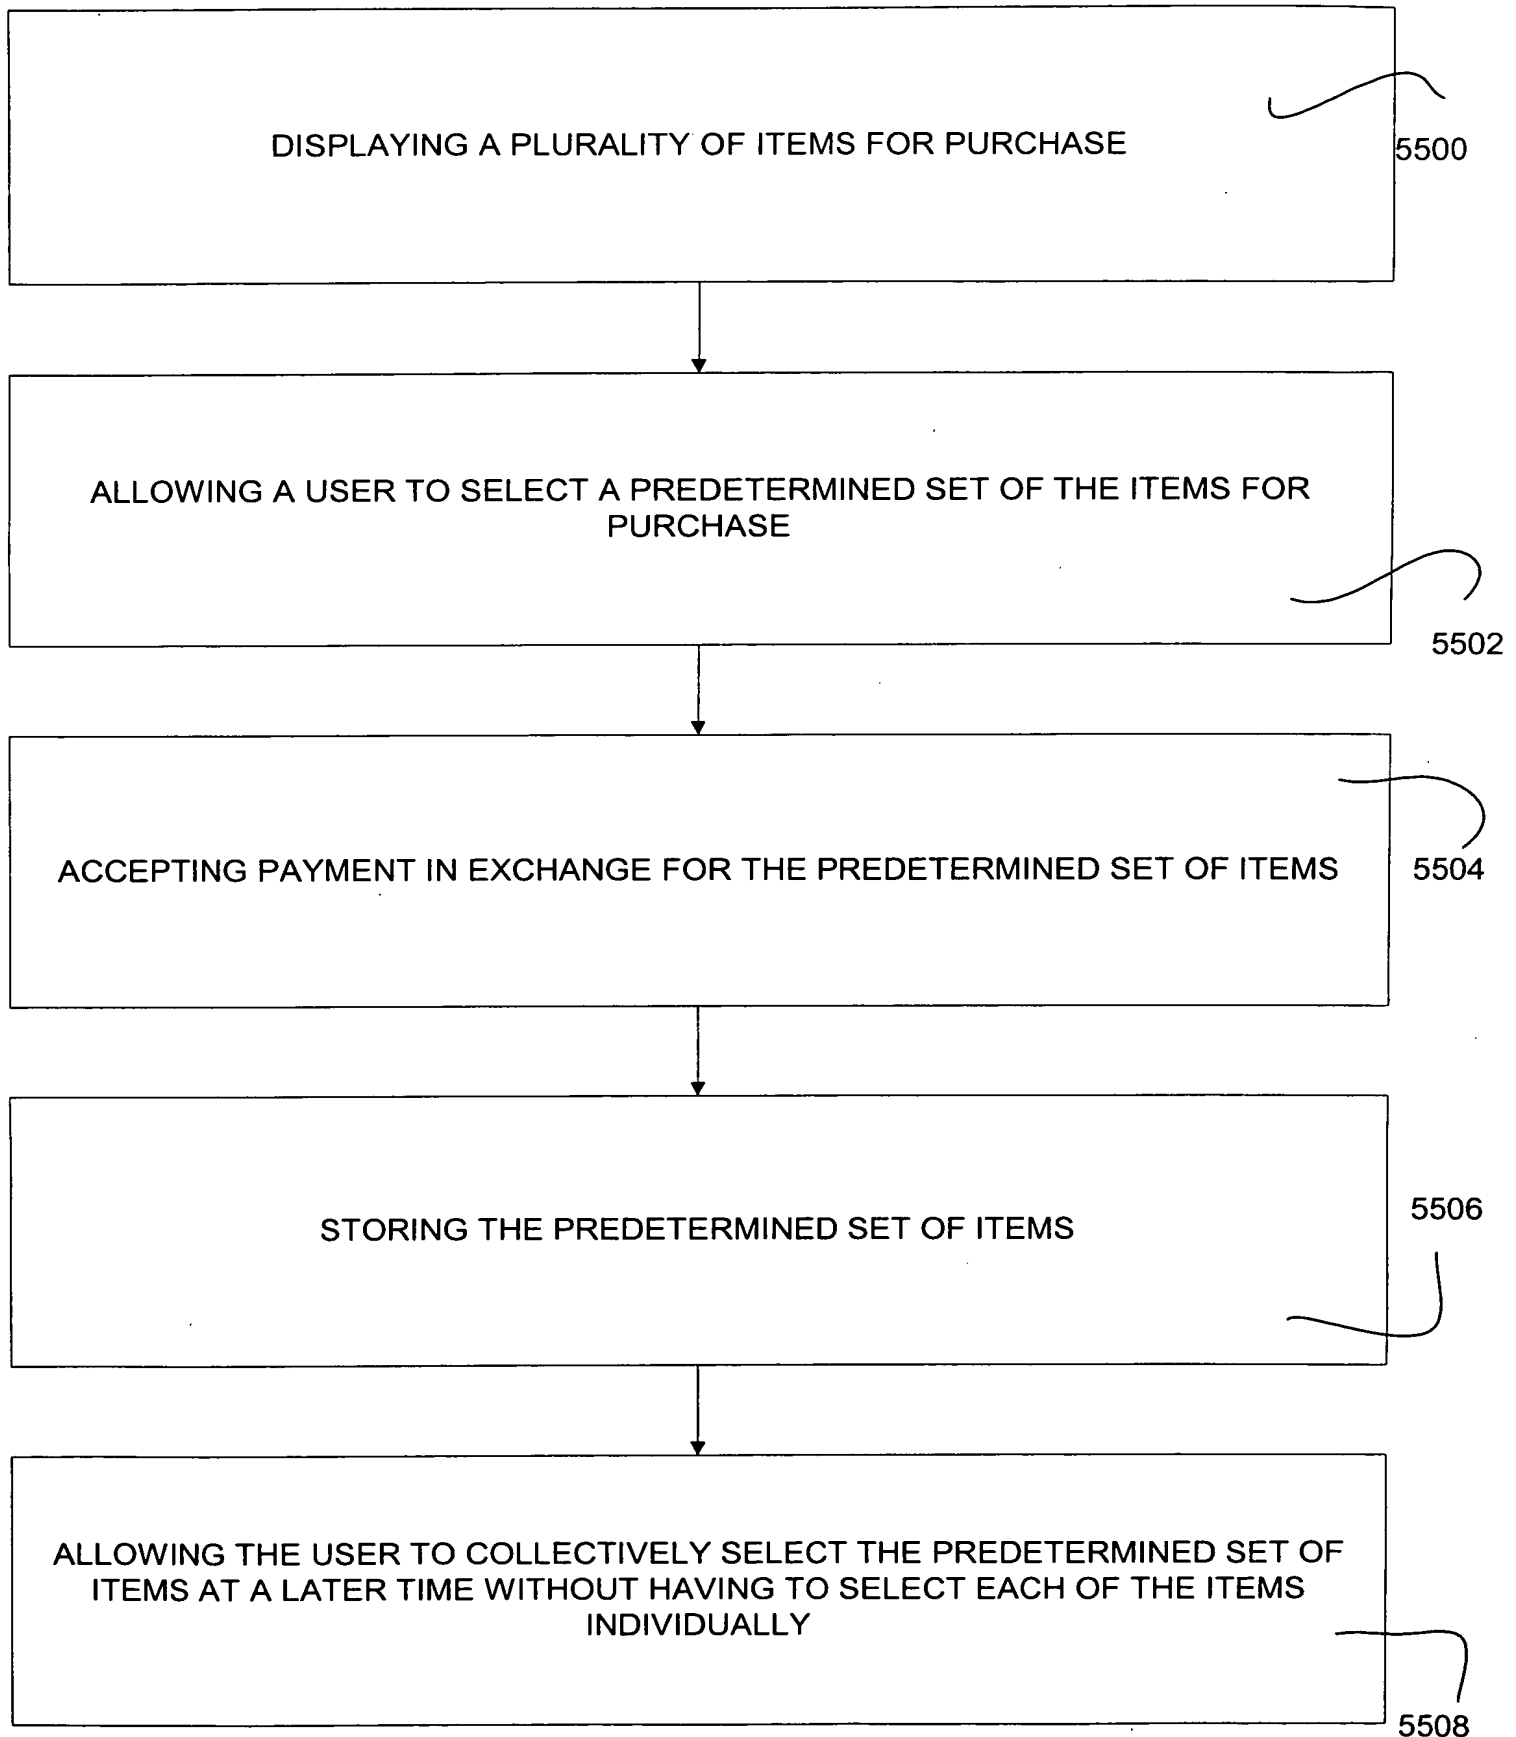 DISPLAYING A PLURALITY OF ITEMS FOR PURCHASE
5500
ALLOWING A USER TO SELECT A PREDETERMINED SET OF THE ITEMS FOR
PURCHASE
5502
ACCEPTING PAYMENT IN EXCHANGE FOR THE PREDETERMINED SET OF ITEMS
5504
STORING THE PREDETERMINED SET OF ITEMS
5506
ALLOWING THE USER TO COLLECTIVELY SELECT THE PREDETERMINED SET OF
ITEMS AT A LATER TIME WITHOUT HAVING TO SELECT EACH OF THE ITEMS
INDIVIDUALLY
5508